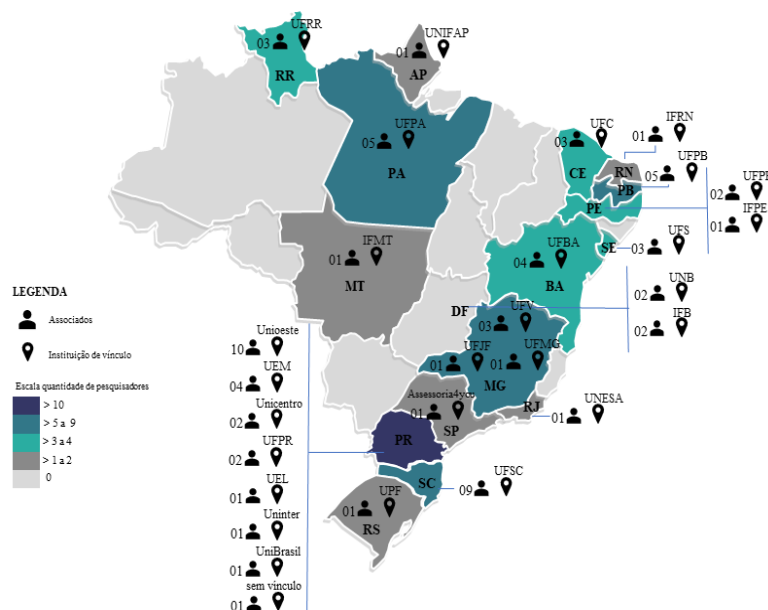 03 UFRR
RR
01 UNIFAP
AP
05 UFPA
PA
03 UFC
CE
01 IFRN
RN
05 UFPB
PB
PE
02 UFPE
01 IFPE
SE
03 UFS
01 IFMT
MT
04 UFBA
BA
DF
02 UNB
02 IFB
03 UFV
01 UFJF
01 UFMG
MG
Assessoria4you
01
SP
RJ
01 UNESA
PR
SC
09 UFSC
01 UPF
RS
LEGENDA
Associados
Instituição de vínculo
Escala quantidade de pesquisadores
> 10
> 5 a 9
> 3 a 4
> 1 a 2
0
Unioeste
10
UEM
04
Unicentro
02
UFPR
02
UEL
01
Uninter
01
UniBrasil
01
sem vínculo
01